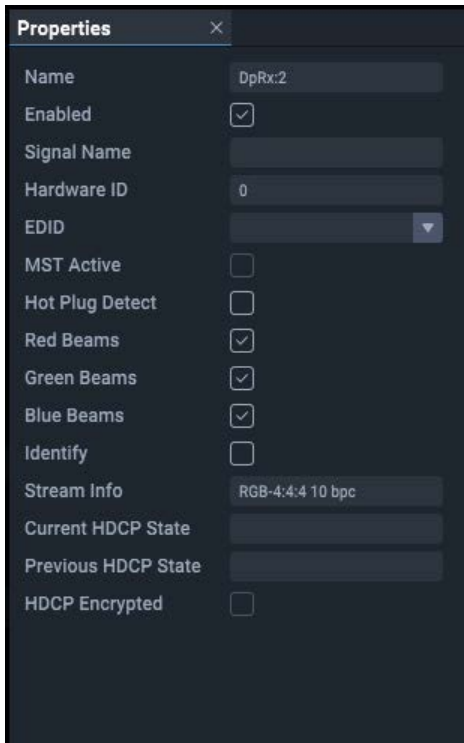 Properties ×
Name DpRx:2
Enabled
Signal Name
Hardware ID 0
EDID
MST Active
Hot Plug Detect
Red Beams
Green Beams
Blue Beams
Identify
Stream Info RGB-4:4:4 10 bpc
Current HDCP State
Previous HDCP State
HDCP Encrypted